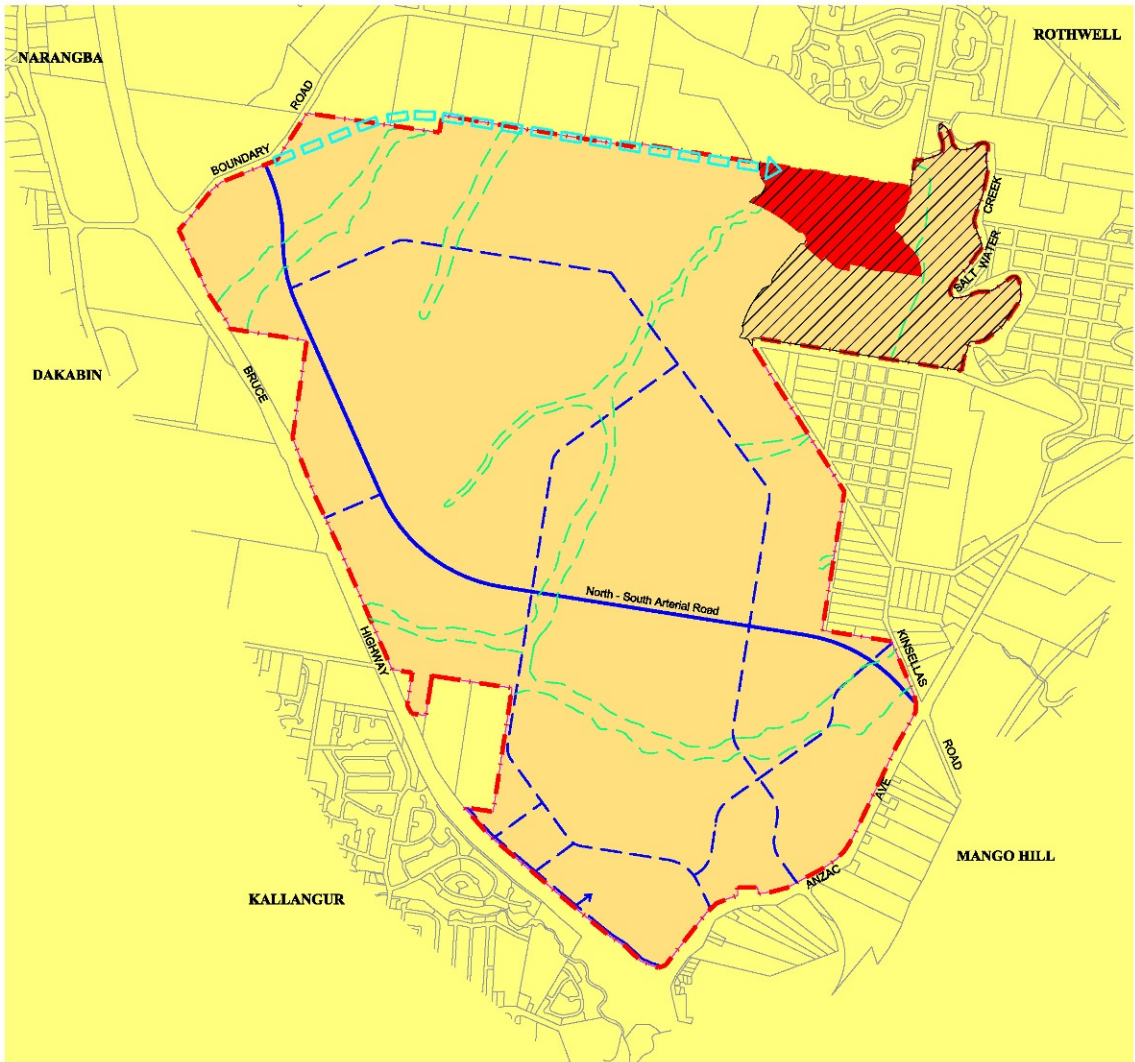 ROTHWELL
NARANGBA
ROAD
BOUNDARY
CREEK
SALT WATER
DAKABIN
BRUCE
North - South Arterial Road
HIGHWAY
KINSELLAS
ROAD
AVE
MANGO HILL
ANZAC
KALLANGUR